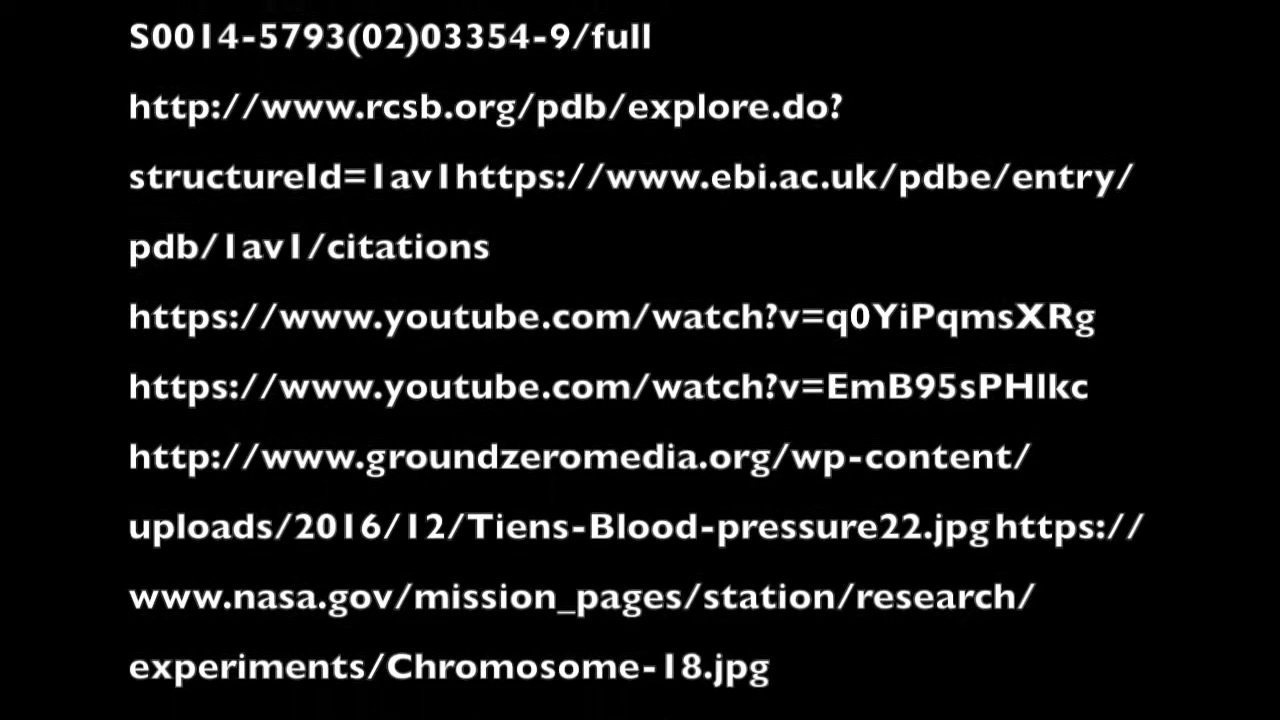 S0014-5793(02)03354-9/full
http://www.rcsb.org/pdb/explore.do?
structureId=1av1https://www.ebi.ac.uk/pdbe/entry/
pdb/1av1/citations
https://www.youtube.com/watch?v=q0YiPqmsXRg
https://www.youtube.com/watch?v=EmB95sPHlkc
http://www.groundzeromedia.org/wp-content/
uploads/2016/12/Tiens-Blood-pressure22.jpg https://
www.nasa.gov/mission_pages/station/research/
experiments/Chromosome-18.jpg